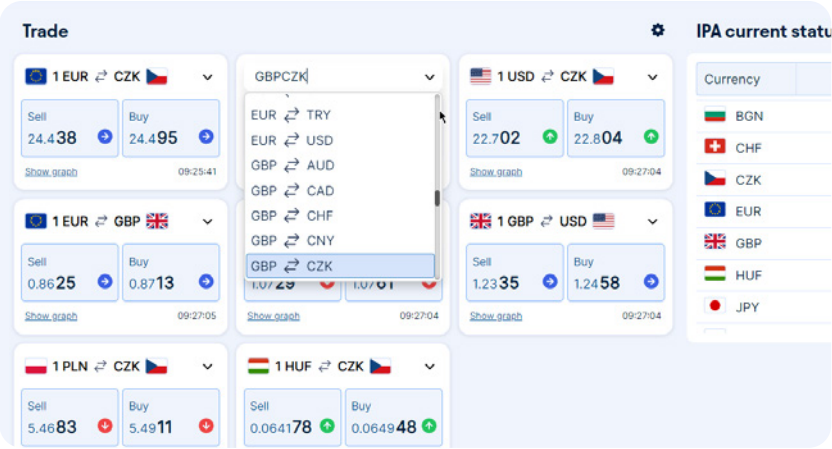 Trade
IPA current statu
1 EUR ⇄ CZK
GBPCZK
1 USD ⇄ CZK
Currency
Sell
Buy
24.438
24.495
Show graph
09:25:41
EUR ⇄ TRY
EUR ⇄ USD
GBP ⇄ AUD
GBP ⇄ CAD
GBP ⇄ CHF
GBP ⇄ CNY
GBP ⇄ CZK
Sell
Buy
22.702
22.804
Show graph
09:27:04
BGN
CHF
CZK
EUR
GBP
HUF
JPY
1 EUR ⇄ GBP
Sell
Buy
0.8625
0.8713
Show graph
09:27:05
1.0729
1.0761
Show graph
09:27:04
1 GBP ⇄ USD
Sell
Buy
1.2335
1.2458
Show graph
09:27:04
1 PLN ⇄ CZK
Sell
Buy
5.4683
5.4911
1 HUF ⇄ CZK
Sell
Buy
0.064178
0.064948